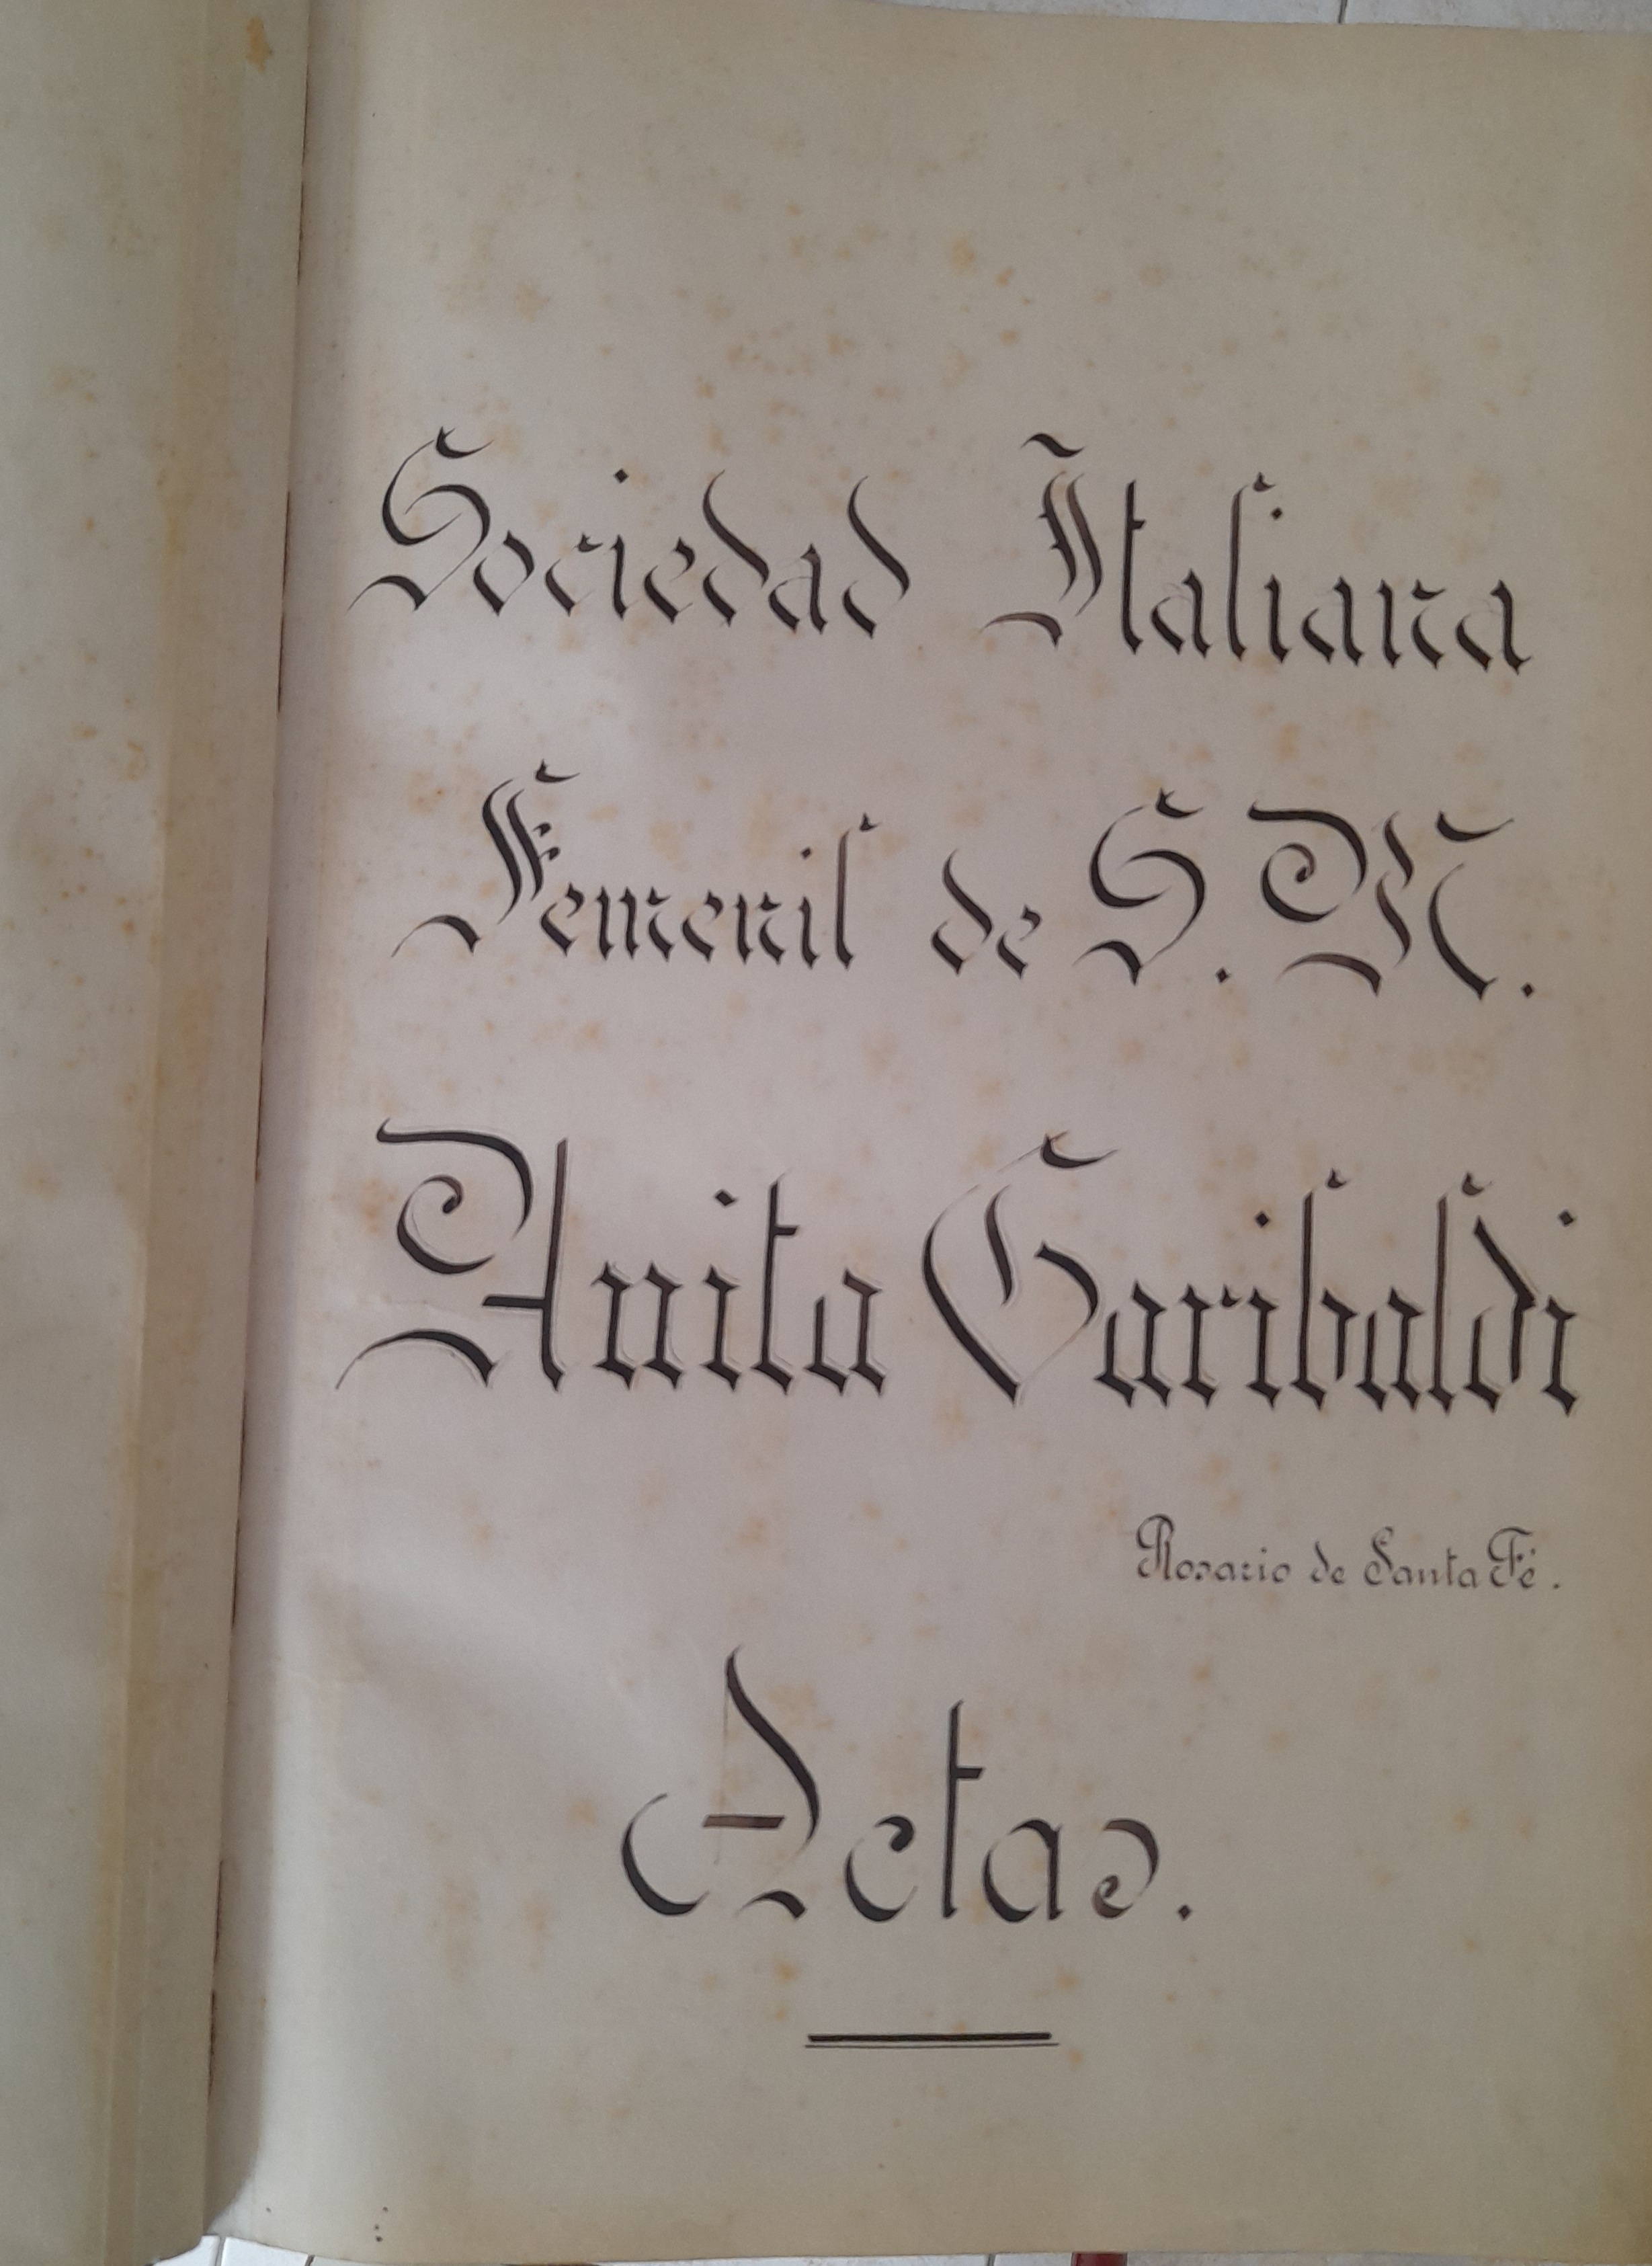 Sociedad Italiana
Femenil de S. M.
Anita Garibaldi
Rosario de Santa Fé.
Actas.